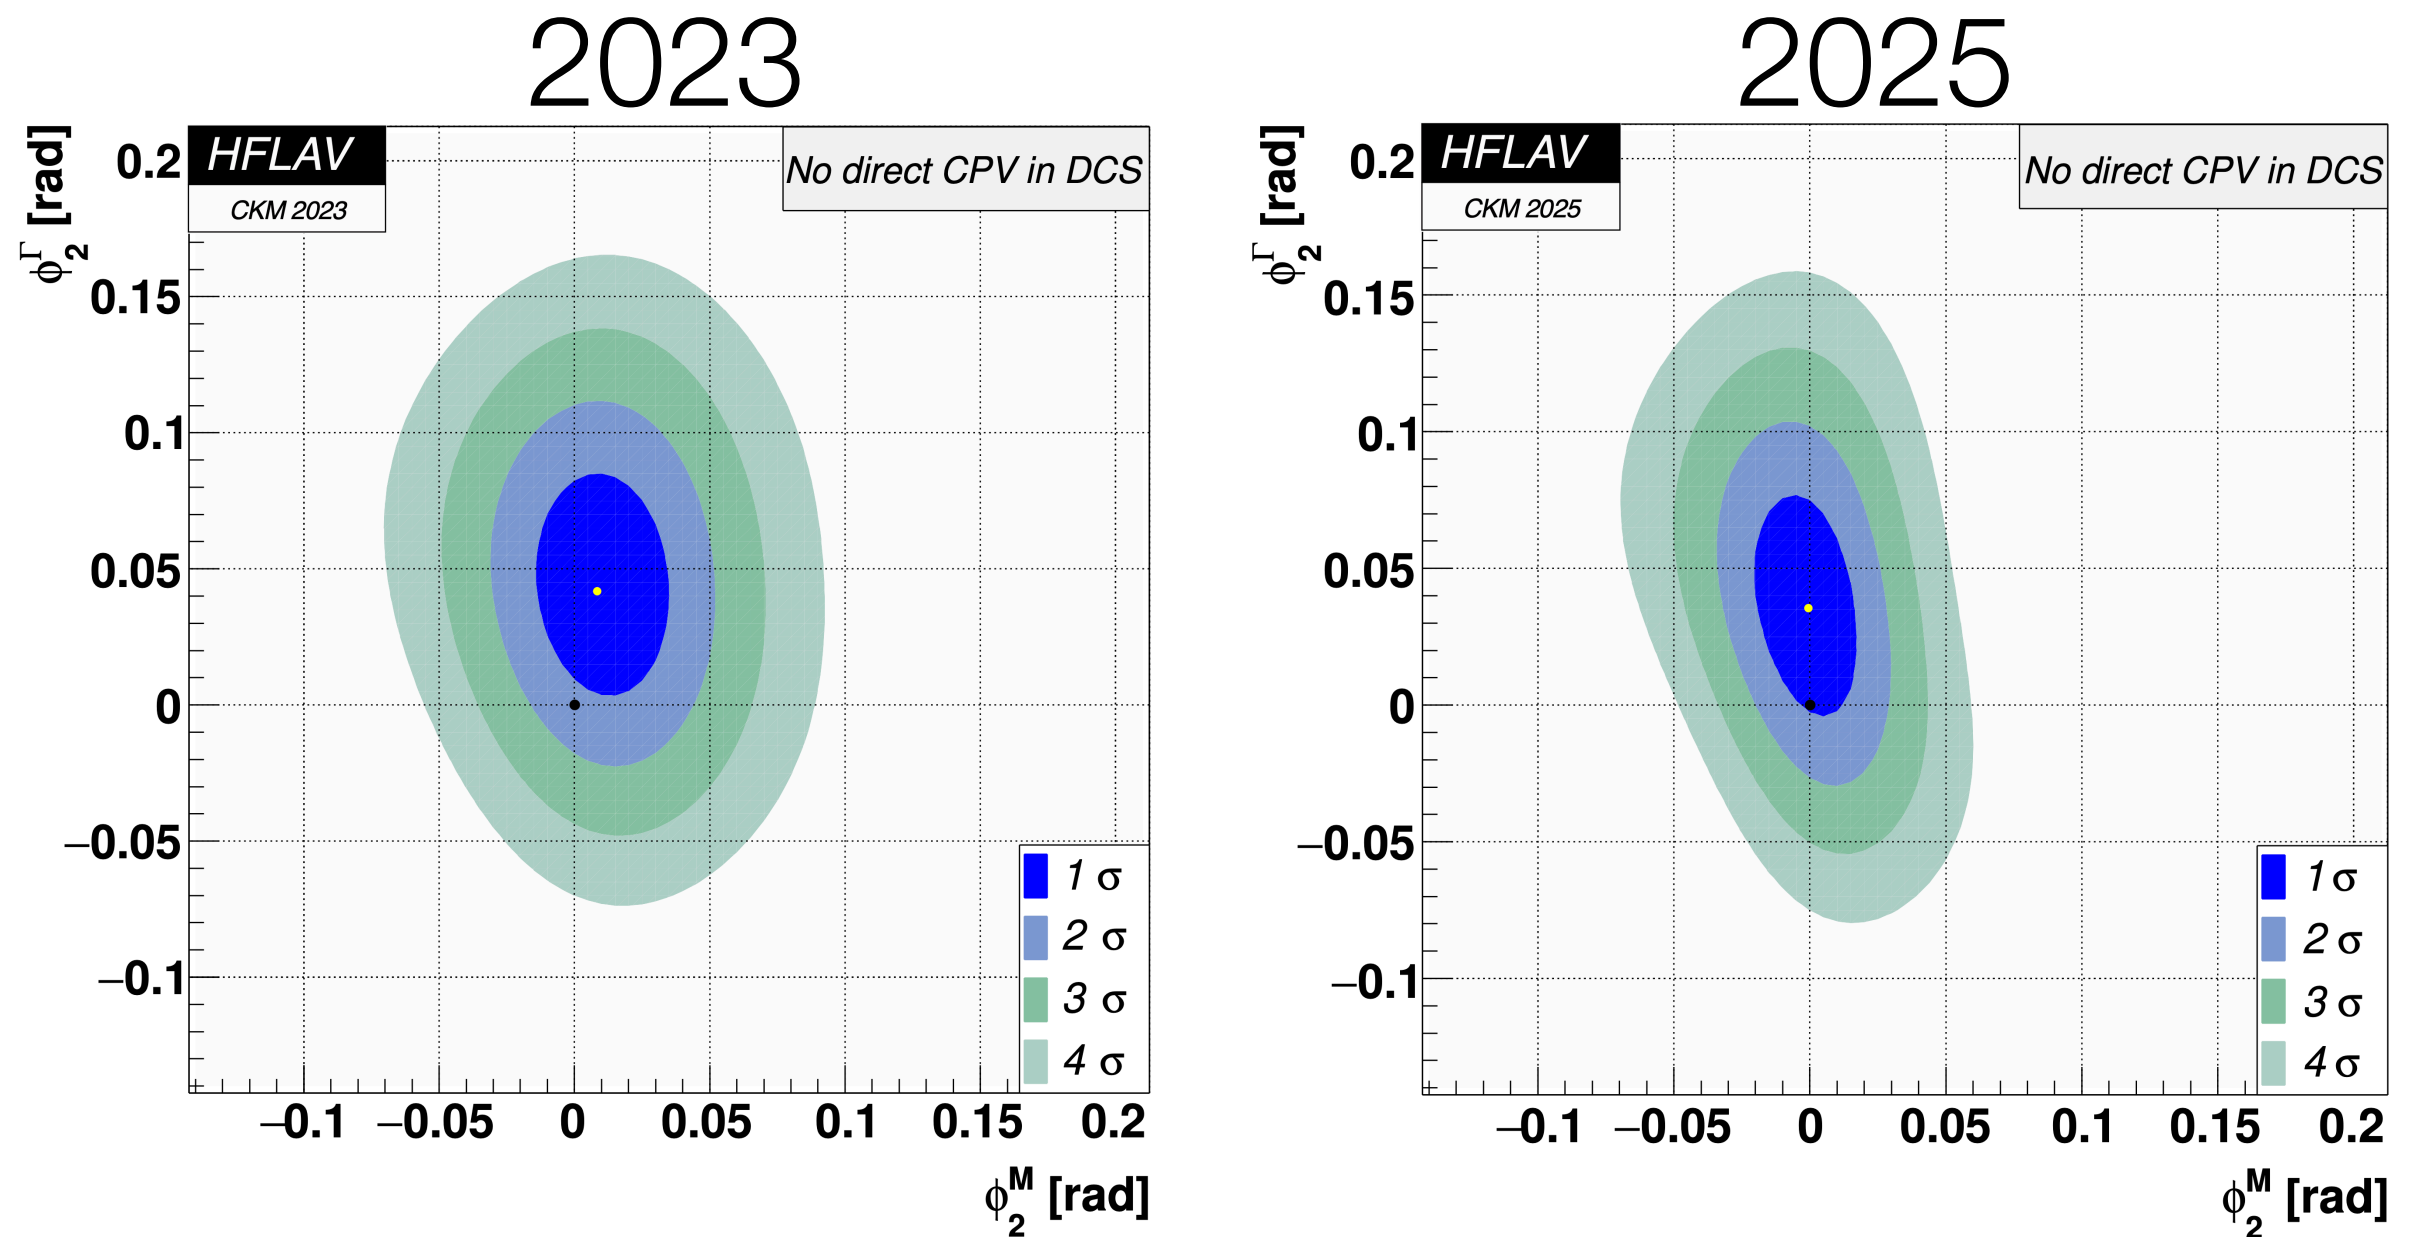 2023
HFLAV
CKM 2023
No direct CPV in DCS
ϕ₂^Γ [rad]
0.2
0.15
0.1
0.05
0
−0.05
−0.1
1 σ
2 σ
3 σ
4 σ
−0.1 −0.05 0 0.05 0.1 0.15 0.2
ϕ₂^M [rad]
2025
HFLAV
CKM 2025
No direct CPV in DCS
ϕ₂^Γ [rad]
0.2
0.15
0.1
0.05
0
−0.05
−0.1
1 σ
2 σ
3 σ
4 σ
−0.1 −0.05 0 0.05 0.1 0.15 0.2
ϕ₂^M [rad]